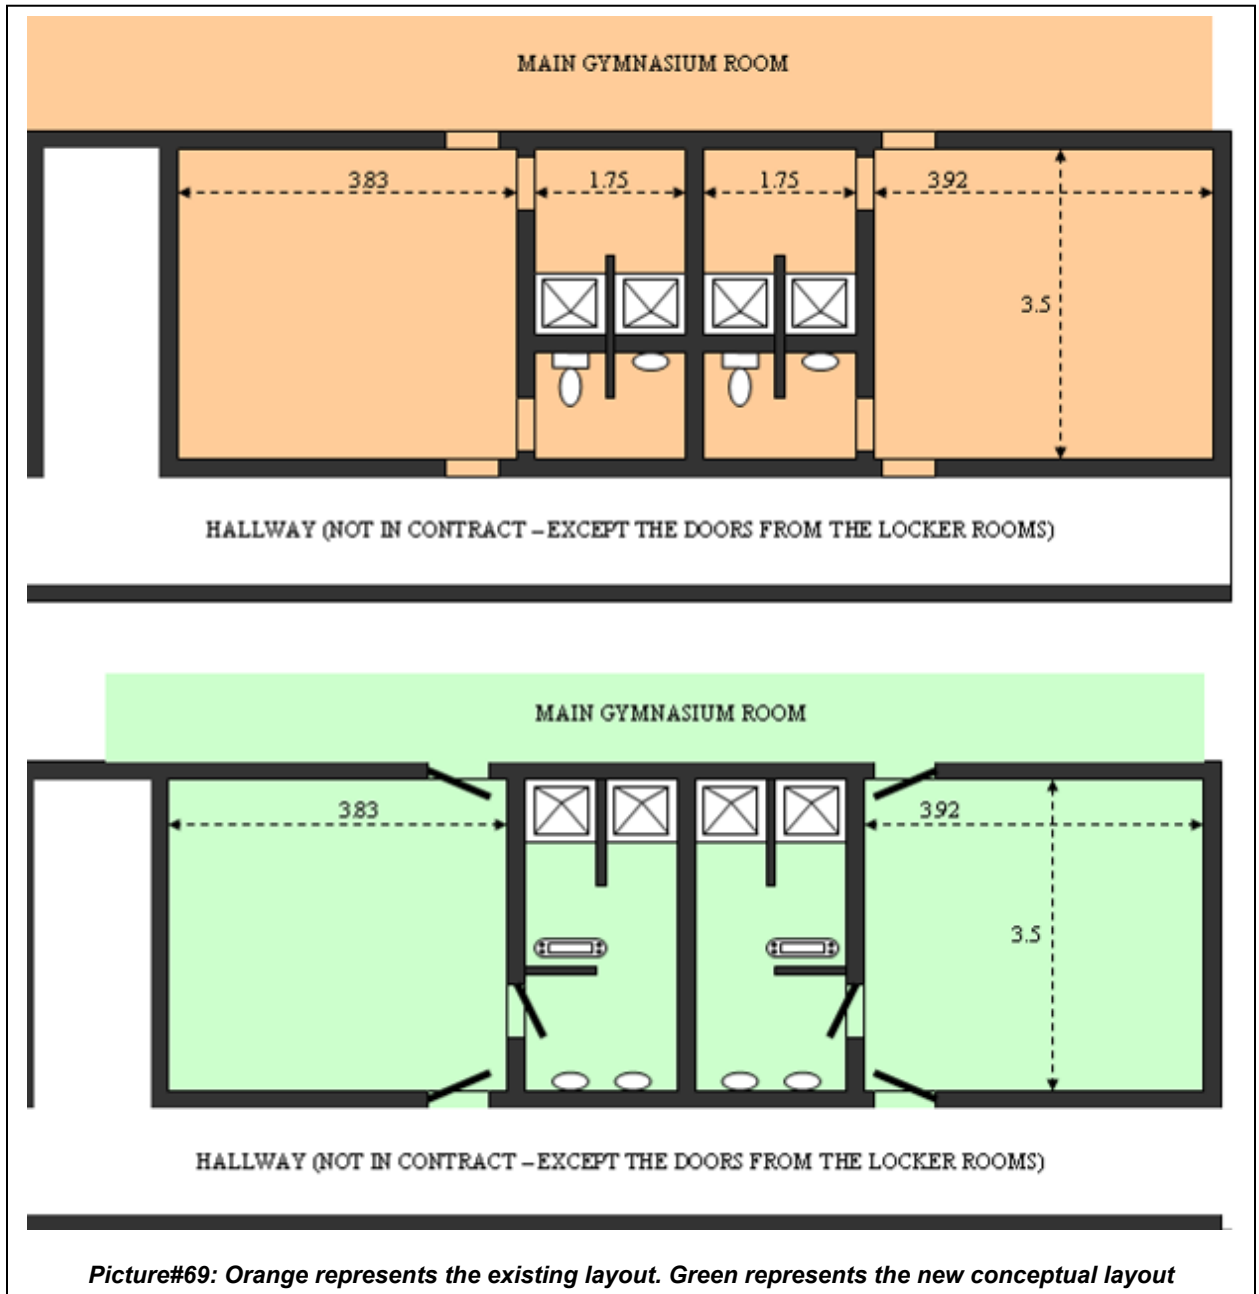 MAIN GYMNASIUM ROOM
3.83
1.75
1.75
3.92
3.5
HALLWAY (NOT IN CONTRACT – EXCEPT THE DOORS FROM THE LOCKER ROOMS)
MAIN GYMNASIUM ROOM
3.83
3.92
3.5
HALLWAY (NOT IN CONTRACT – EXCEPT THE DOORS FROM THE LOCKER ROOMS)
Picture#69: Orange represents the existing layout. Green represents the new conceptual layout